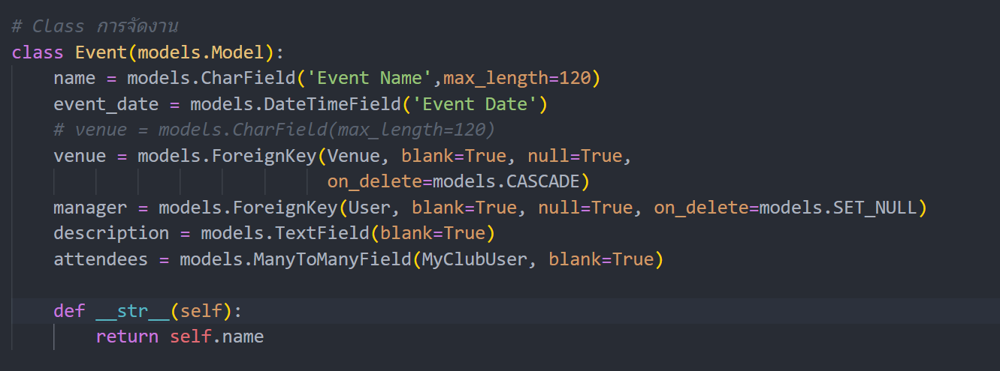 # Class การจัดงาน
class Event(models.Model):
    name = models.CharField('Event Name',max_length=120)
    event_date = models.DateTimeField('Event Date')
    # venue = models.CharField(max_length=120)
    venue = models.ForeignKey(Venue, blank=True, null=True,
                              on_delete=models.CASCADE)
    manager = models.ForeignKey(User, blank=True, null=True, on_delete=models.SET_NULL)
    description = models.TextField(blank=True)
    attendees = models.ManyToManyField(MyClubUser, blank=True)

    def __str__(self):
        return self.name